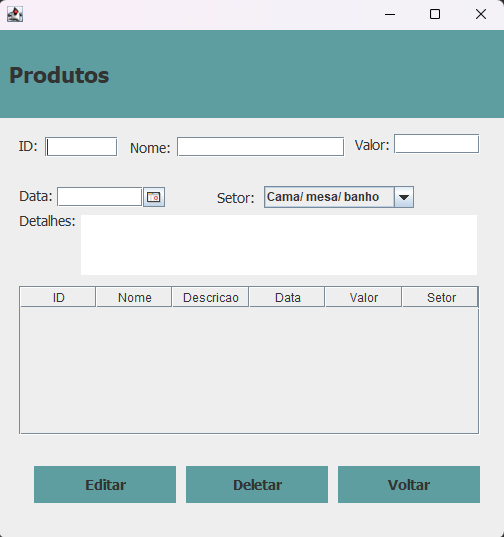 Produtos
ID: Nome: Valor:
Data: Setor: Cama/ mesa/ banho
Detalhes:
ID Nome Descricao Data Valor Setor
Editar Deletar Voltar